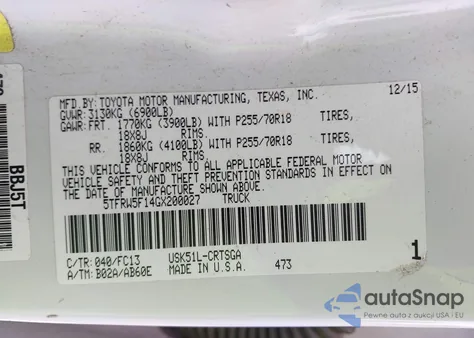 MFD.BY: TOYOTA MOTOR MANUFACTURING, TEXAS, INC. 12/15
GVWR: 3130KG (6900LB)
GAWR: FRT. 1770KG (3900LB) WITH P255/70R18 TIRES,
18X8J RIMS.
RR. 1860KG (4100LB) WITH P255/70R18 TIRES,
18X8J RIMS.
THIS VEHICLE CONFORMS TO ALL APPLICABLE FEDERAL MOTOR
VEHICLE SAFETY AND THEFT PREVENTION STANDARDS IN EFFECT ON
THE DATE OF MANUFACTURE SHOWN ABOVE.
5TFRW5F14GX200027 TRUCK
C/TR: 040/FC13 USK51L-CRTSGA 1
A/TM: B02A/AB60E MADE IN U.S.A. 473
BBJ5T
autoSnap
Pewne auta z aukcji USA i EU